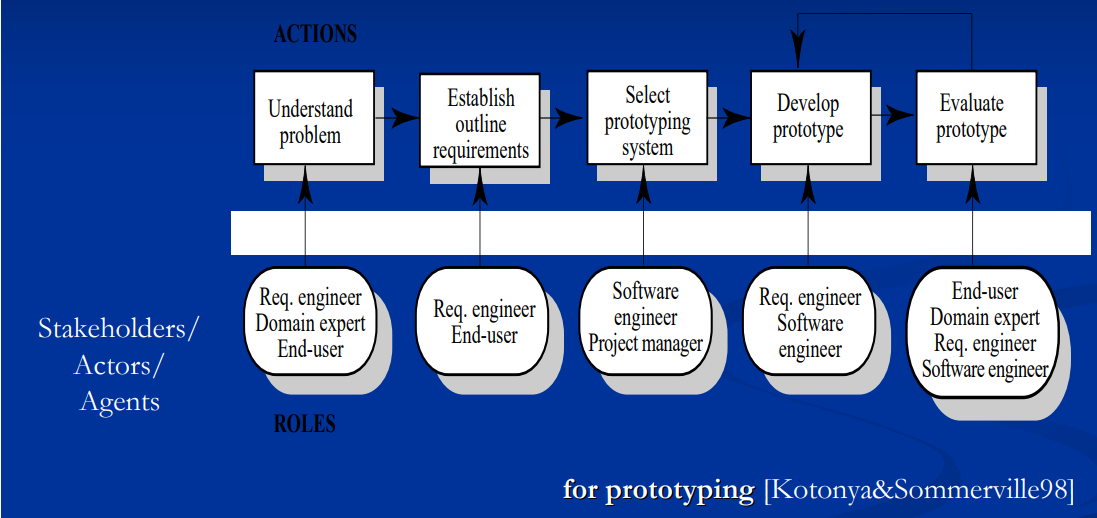 ACTIONS
Understand
problem
Establish
outline
requirements
Select
prototyping
system
Develop
prototype
Evaluate
prototype
Req. engineer
Domain expert
End-user
Req. engineer
End-user
Software
engineer
Project manager
Req. engineer
Software
engineer
End-user
Domain expert
Req. engineer
Software engineer
Stakeholders/
Actors/
Agents
ROLES
for prototyping [Kotonya&Sommerville98]